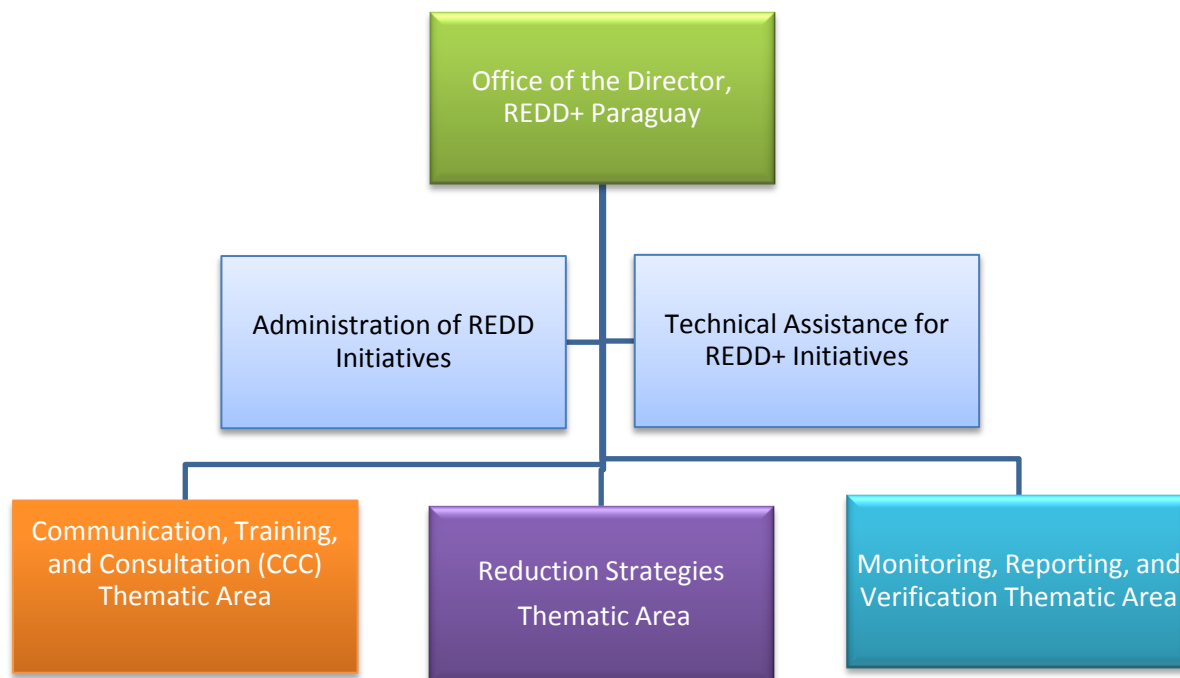 Office of the Director,
REDD+ Paraguay
Administration of REDD
Initiatives
Technical Assistance for
REDD+ Initiatives
Communication, Training,
and Consultation (CCC)
Thematic Area
Reduction Strategies
Thematic Area
Monitoring, Reporting, and
Verification Thematic Area